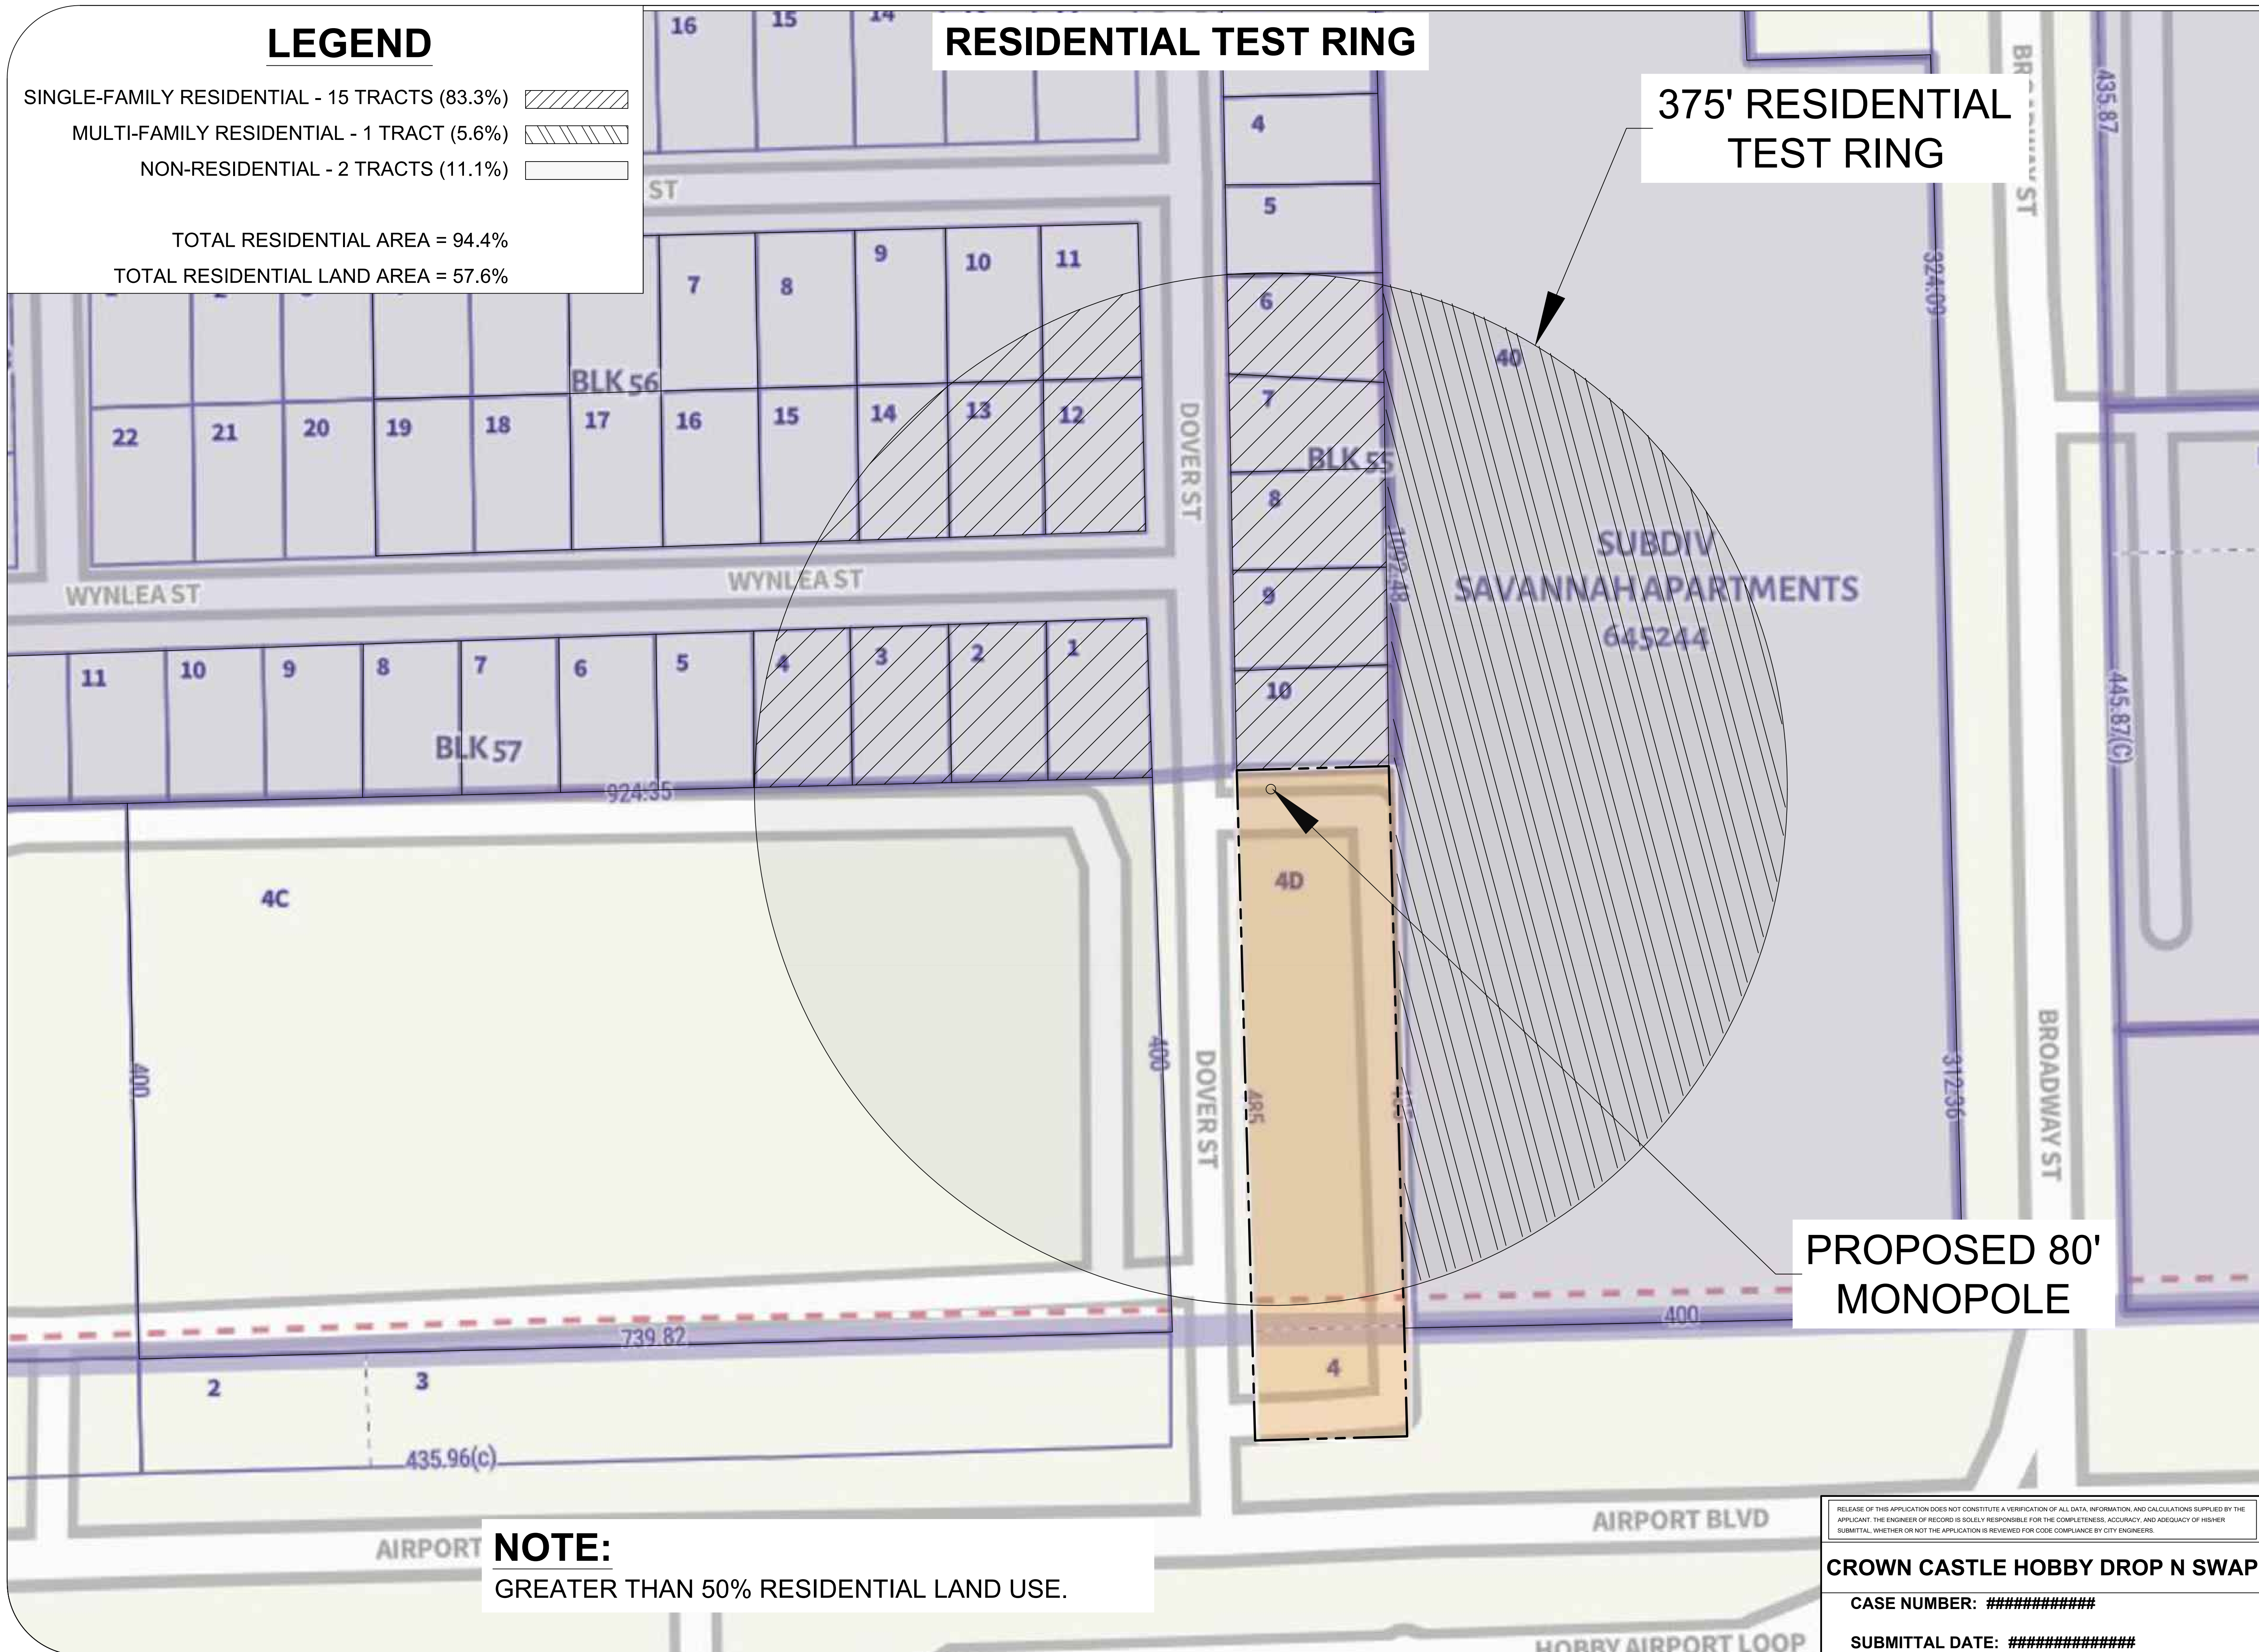 LEGEND
SINGLE-FAMILY RESIDENTIAL - 15 TRACTS (83.3%)
MULTI-FAMILY RESIDENTIAL - 1 TRACT (5.6%)
NON-RESIDENTIAL - 2 TRACTS (11.1%)
TOTAL RESIDENTIAL AREA = 94.4%
TOTAL RESIDENTIAL LAND AREA = 57.6%
RESIDENTIAL TEST RING
375' RESIDENTIAL
TEST RING
16
15
14
ST
4
5
6
7
8
9
10
BLK 55
435.87
324.09
7
8
9
10
11
BLK 56
22
21
20
19
18
17
16
15
14
13
12
DOVER ST
40
1092.48
SUBDIV
SAVANNAH APARTMENTS
645244
WYNLEA ST
WYNLEA ST
11
10
9
8
7
6
5
4
3
2
1
BLK 57
924.35
445.87(C)
4C
4D
400
400
DOVER ST
485
312.36
BROADWAY ST
PROPOSED 80'
MONOPOLE
739.82
400
2
3
4
435.96(c)
AIRPORT
AIRPORT BLVD
NOTE:
GREATER THAN 50% RESIDENTIAL LAND USE.
HOBBY AIRPORT LOOP
RELEASE OF THIS APPLICATION DOES NOT CONSTITUTE A VERIFICATION OF ALL DATA, INFORMATION, AND CALCULATIONS SUPPLIED BY THE
APPLICANT. THE ENGINEER OF RECORD IS SOLELY RESPONSIBLE FOR THE COMPLETENESS, ACCURACY, AND ADEQUACY OF HIS/HER
SUBMITTAL, WHETHER OR NOT THE APPLICATION IS REVIEWED FOR CODE COMPLIANCE BY CITY ENGINEERS.
CROWN CASTLE HOBBY DROP N SWAP
CASE NUMBER: ############
SUBMITTAL DATE: ##############